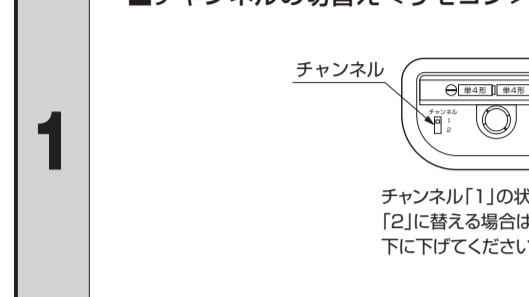 ■チャンネルの切替え<リモコン>
チャンネル
単4形 単4形
チャンネル
1
2
1
チャンネル「1」の状
「2」に替える場合は
下に下げてください